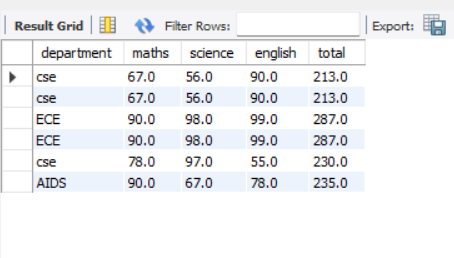 Result Grid Filter Rows: Export:
department maths science english total
cse 67.0 56.0 90.0 213.0
cse 67.0 56.0 90.0 213.0
ECE 90.0 98.0 99.0 287.0
ECE 90.0 98.0 99.0 287.0
cse 78.0 97.0 55.0 230.0
AIDS 90.0 67.0 78.0 235.0